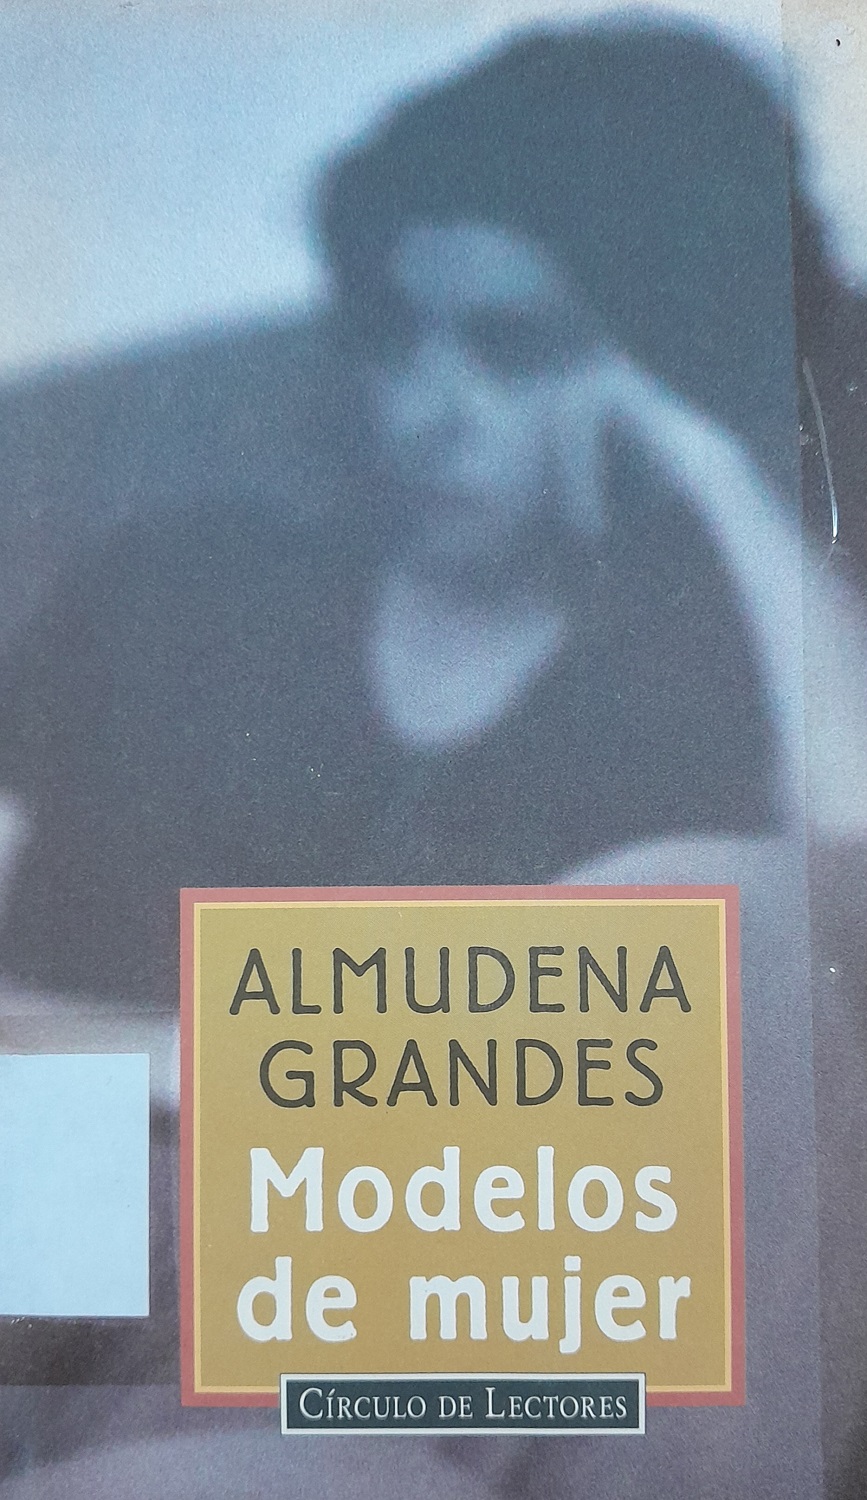 ALMUDENA
GRANDES
Modelos
de mujer
CÍRCULO DE LECTORES